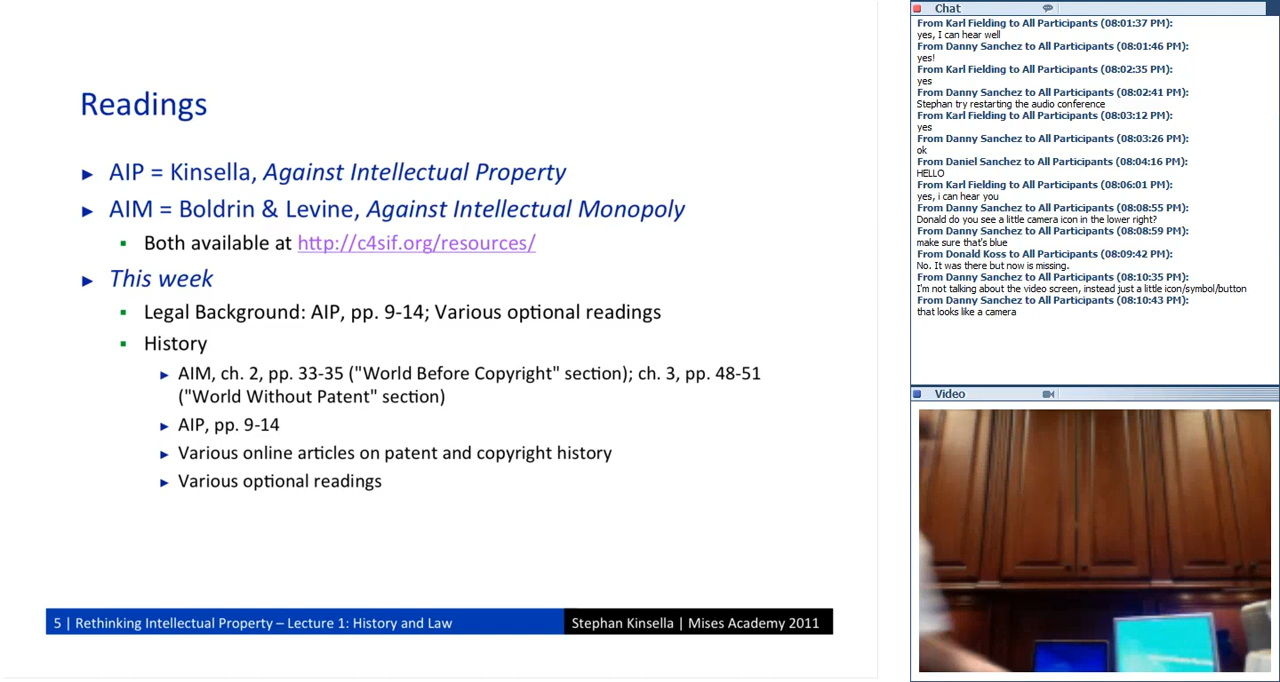 Readings
► AIP = Kinsella, Against Intellectual Property
► AIM = Boldrin & Levine, Against Intellectual Monopoly
▪ Both available at http://c4sif.org/resources/
► This week
▪ Legal Background: AIP, pp. 9-14; Various optional readings
▪ History
► AIM, ch. 2, pp. 33-35 ("World Before Copyright" section); ch. 3, pp. 48-51
("World Without Patent" section)
► AIP, pp. 9-14
► Various online articles on patent and copyright history
► Various optional readings
5 | Rethinking Intellectual Property – Lecture 1: History and Law
Stephan Kinsella | Mises Academy 2011
Chat
From Karl Fielding to All Participants (08:01:37 PM):
yes, I can hear well
From Danny Sanchez to All Participants (08:01:46 PM):
yes!
From Karl Fielding to All Participants (08:02:35 PM):
yes
From Danny Sanchez to All Participants (08:02:41 PM):
Stephan try restarting the audio conference
From Karl Fielding to All Participants (08:03:12 PM):
yes
From Danny Sanchez to All Participants (08:03:26 PM):
ok
From Daniel Sanchez to All Participants (08:04:16 PM):
HELLO
From Karl Fielding to All Participants (08:06:01 PM):
yes, i can hear you
From Danny Sanchez to All Participants (08:08:55 PM):
Donald do you see a little camera icon in the lower right?
From Danny Sanchez to All Participants (08:08:59 PM):
make sure that's blue
From Donald Koss to All Participants (08:09:42 PM):
No. It was there but now is missing.
From Danny Sanchez to All Participants (08:10:35 PM):
I'm not talking about the video screen, instead just a little icon/symbol/button
From Danny Sanchez to All Participants (08:10:43 PM):
that looks like a camera
Video